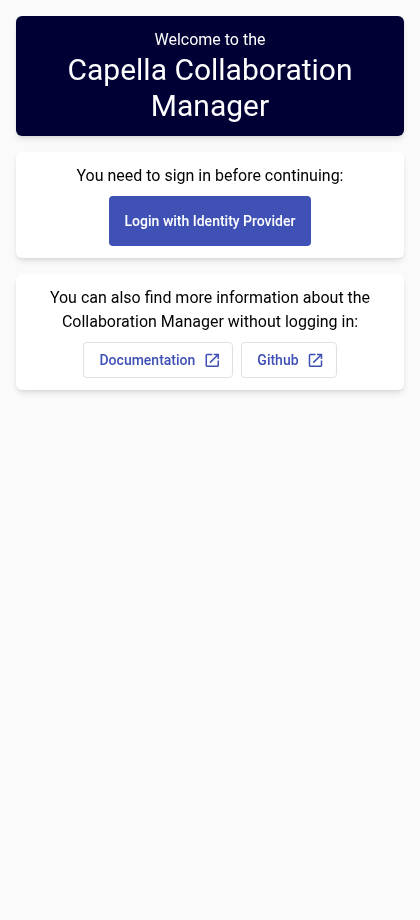 Welcome to the
Capella Collaboration
Manager
You need to sign in before continuing:
Login with Identity Provider
You can also find more information about the
Collaboration Manager without logging in:
Documentation
Github